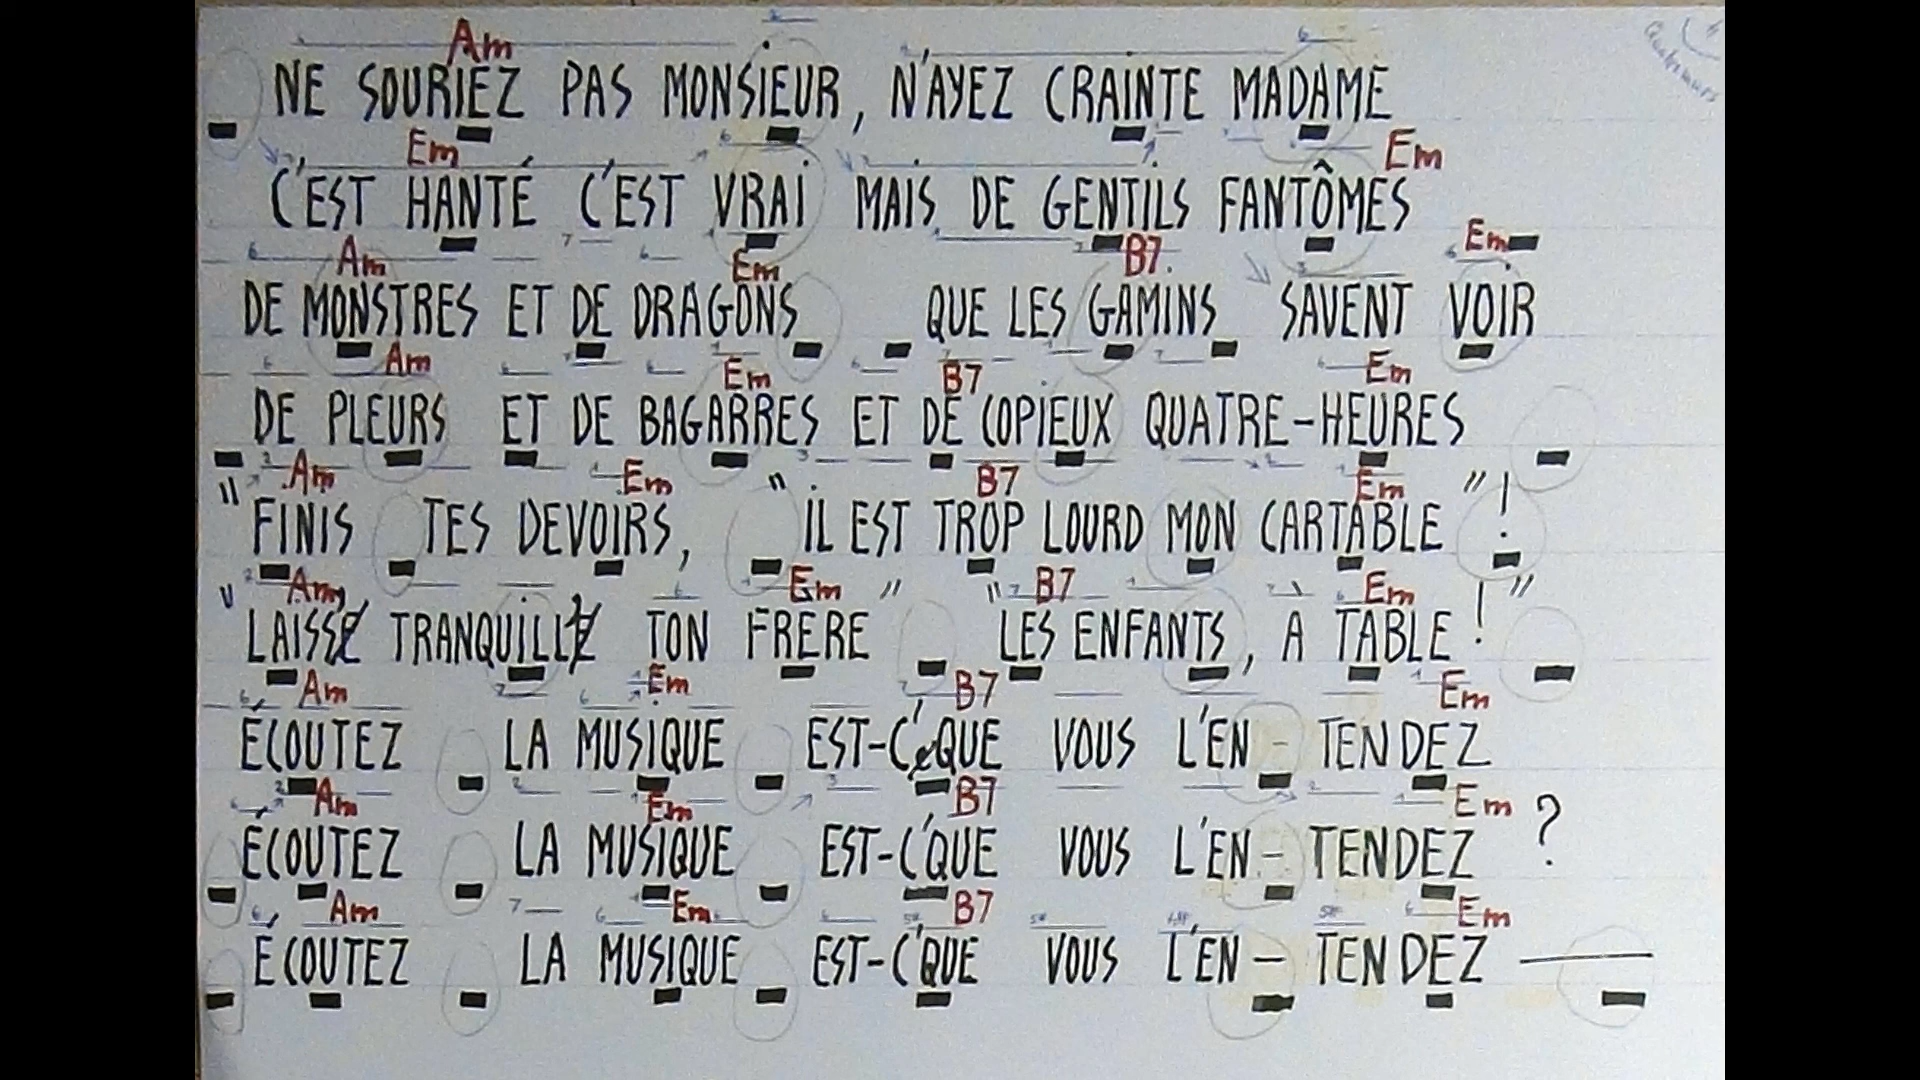 Am
NE SOURIEZ PAS MONSIEUR, N'AYEZ CRAINTE MADAME
Em Em
C'EST HANTÉ C'EST VRAI MAIS DE GENTILS FANTÔMES
Am Em B7 Em
DE MONSTRES ET DE DRAGONS QUE LES GAMINS SAVENT VOIR
Am Em B7 Em
DE PLEURS ET DE BAGARRES ET DE COPIEUX QUATRE-HEURES
Am Em B7 Em
"FINIS TES DEVOIRS, " IL EST TROP LOURD MON CARTABLE "!
Am Em B7 Em
"LAISSE TRANQUILLE TON FRERE" "LES ENFANTS, A TABLE!"
Am Em B7 Em
ÉCOUTEZ LA MUSIQUE EST-C'QUE VOUS L'EN-TENDEZ
Am Em B7 Em
ÉCOUTEZ LA MUSIQUE EST-C'QUE VOUS L'EN-TENDEZ ?
Am Em B7 Em
ÉCOUTEZ LA MUSIQUE EST-C'QUE VOUS L'EN-TENDEZ